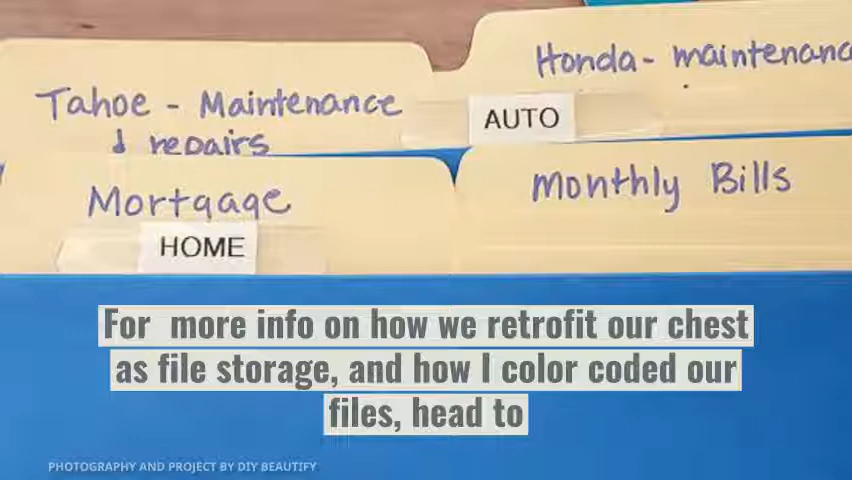 Tahoe - Maintenance
& repairs
Honda - maintenanc
AUTO
Mortgage
HOME
Monthly Bills
For more info on how we retrofit our chest
as file storage, and how I color coded our
files, head to
PHOTOGRAPHY AND PROJECT BY DIY BEAUTIFY